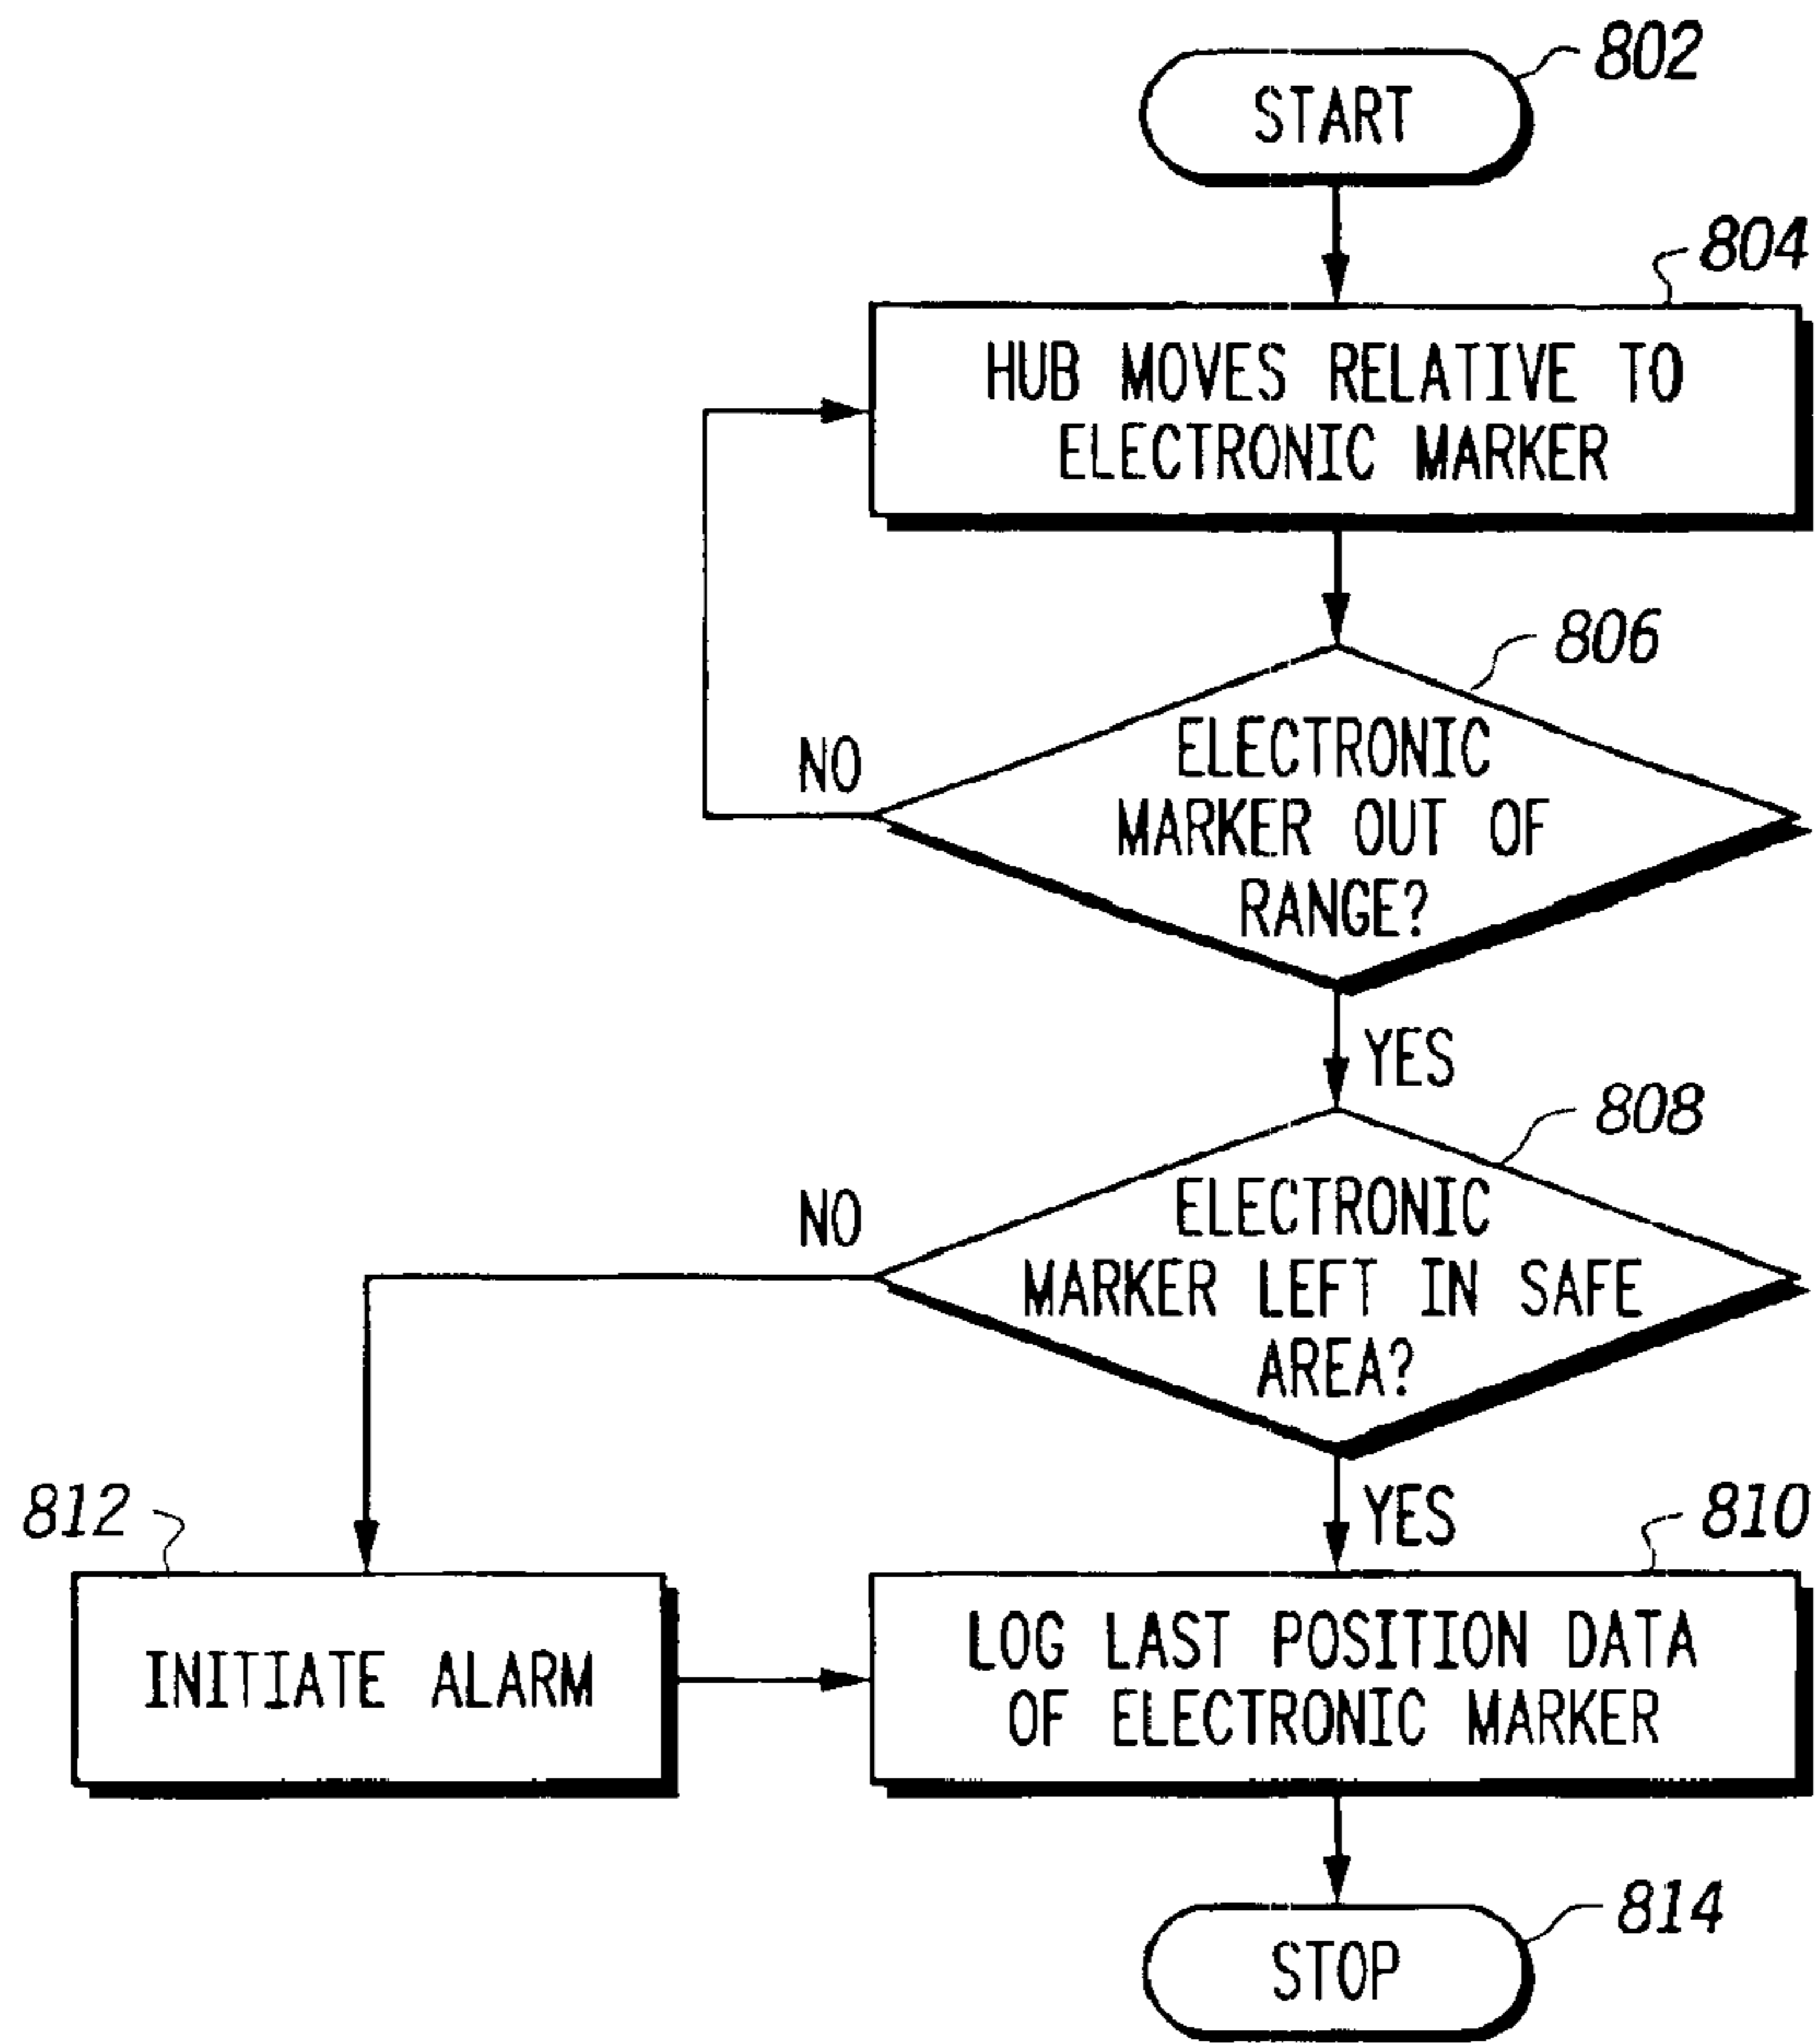 802
START
804
HUB MOVES RELATIVE TO
ELECTRONIC MARKER
806
NO
ELECTRONIC
MARKER OUT OF
RANGE?
YES
808
NO
ELECTRONIC
MARKER LEFT IN SAFE
AREA?
YES
812
810
INITIATE ALARM
LOG LAST POSITION DATA
OF ELECTRONIC MARKER
814
STOP